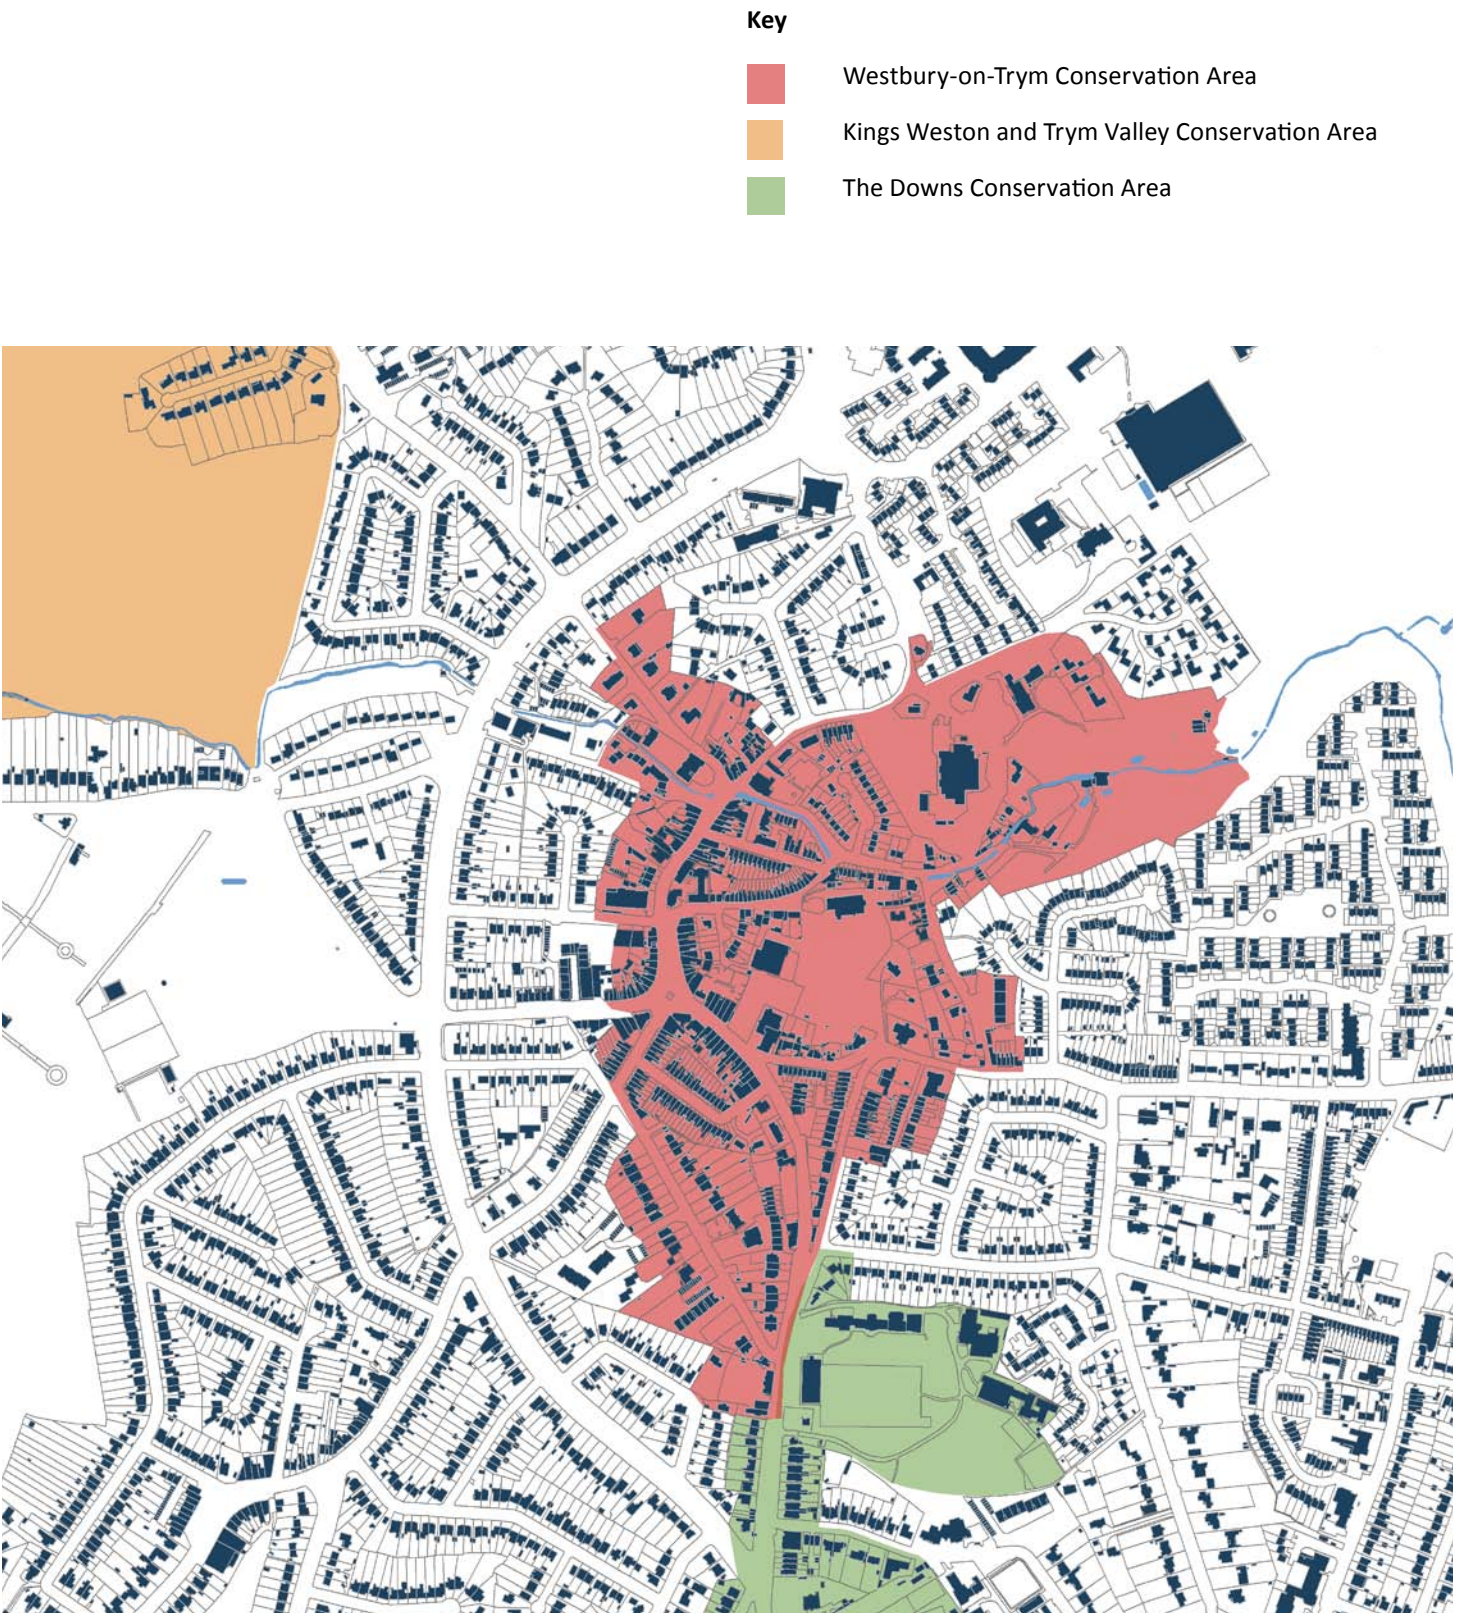 Key
Westbury-on-Trym Conservation Area
Kings Weston and Trym Valley Conservation Area
The Downs Conservation Area